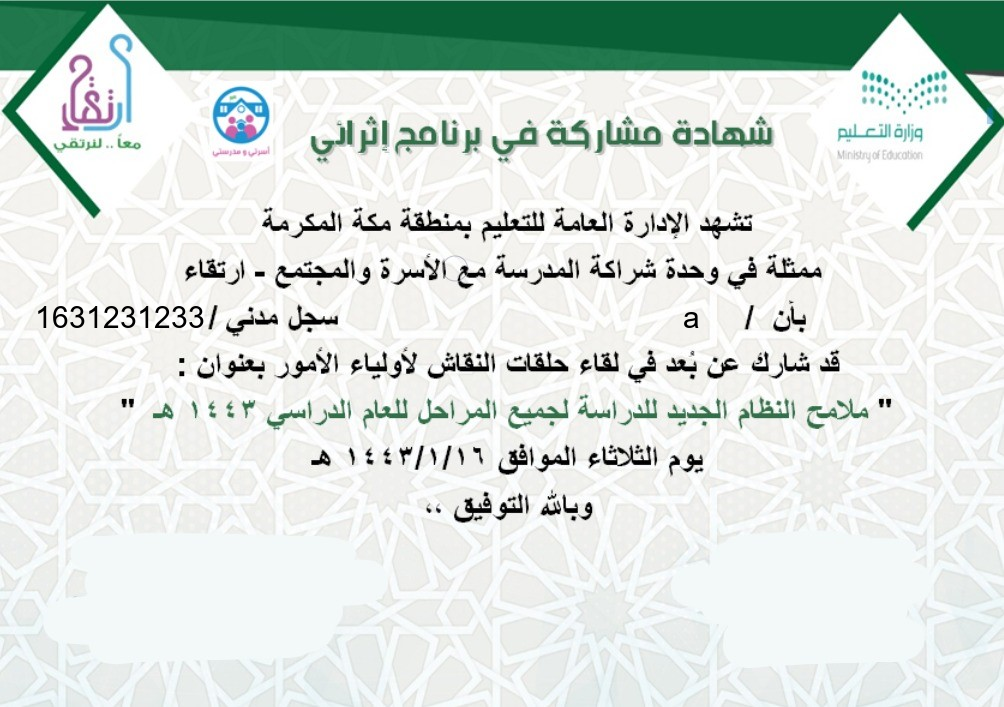 ارتقاء
معاً .. لنرتقي
أسرتي و مدرستي
وزارة التعـــليم
Ministry of Education
شهادة مشاركة في برنامج إثرائي
تشهد الإدارة العامة للتعليم بمنطقة مكة المكرمة
ممثلة في وحدة شراكة المدرسة مع الأسرة والمجتمع - ارتقاء
بأن / a سجل مدني / 1631231233
قد شارك عن بُعد في لقاء حلقات النقاش لأولياء الأمور بعنوان :
" ملامح النظام الجديد للدراسة لجميع المراحل للعام الدراسي ١٤٤٣ هـ "
يوم الثلاثاء الموافق ١٤٤٣/١/١٦ هـ
وبالله التوفيق ،،